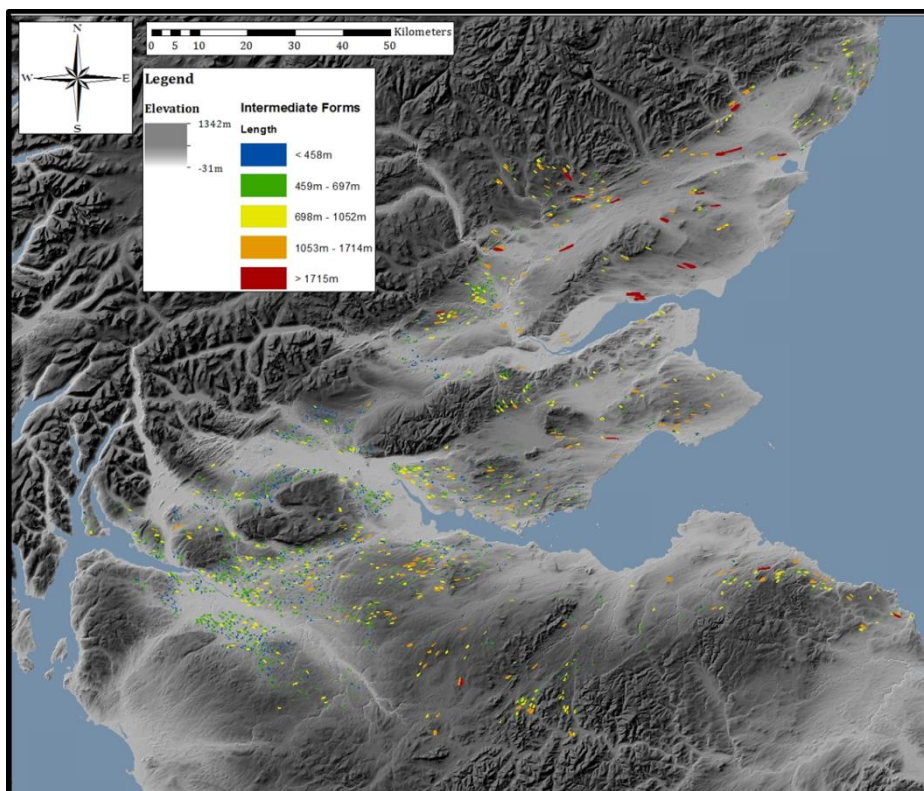 N
W E
S
Kilometers
0 5 10 20 30 40 50
Legend
Elevation
1342m
-31m
Intermediate Forms
Length
< 458m
459m - 697m
698m - 1052m
1053m - 1714m
> 1715m